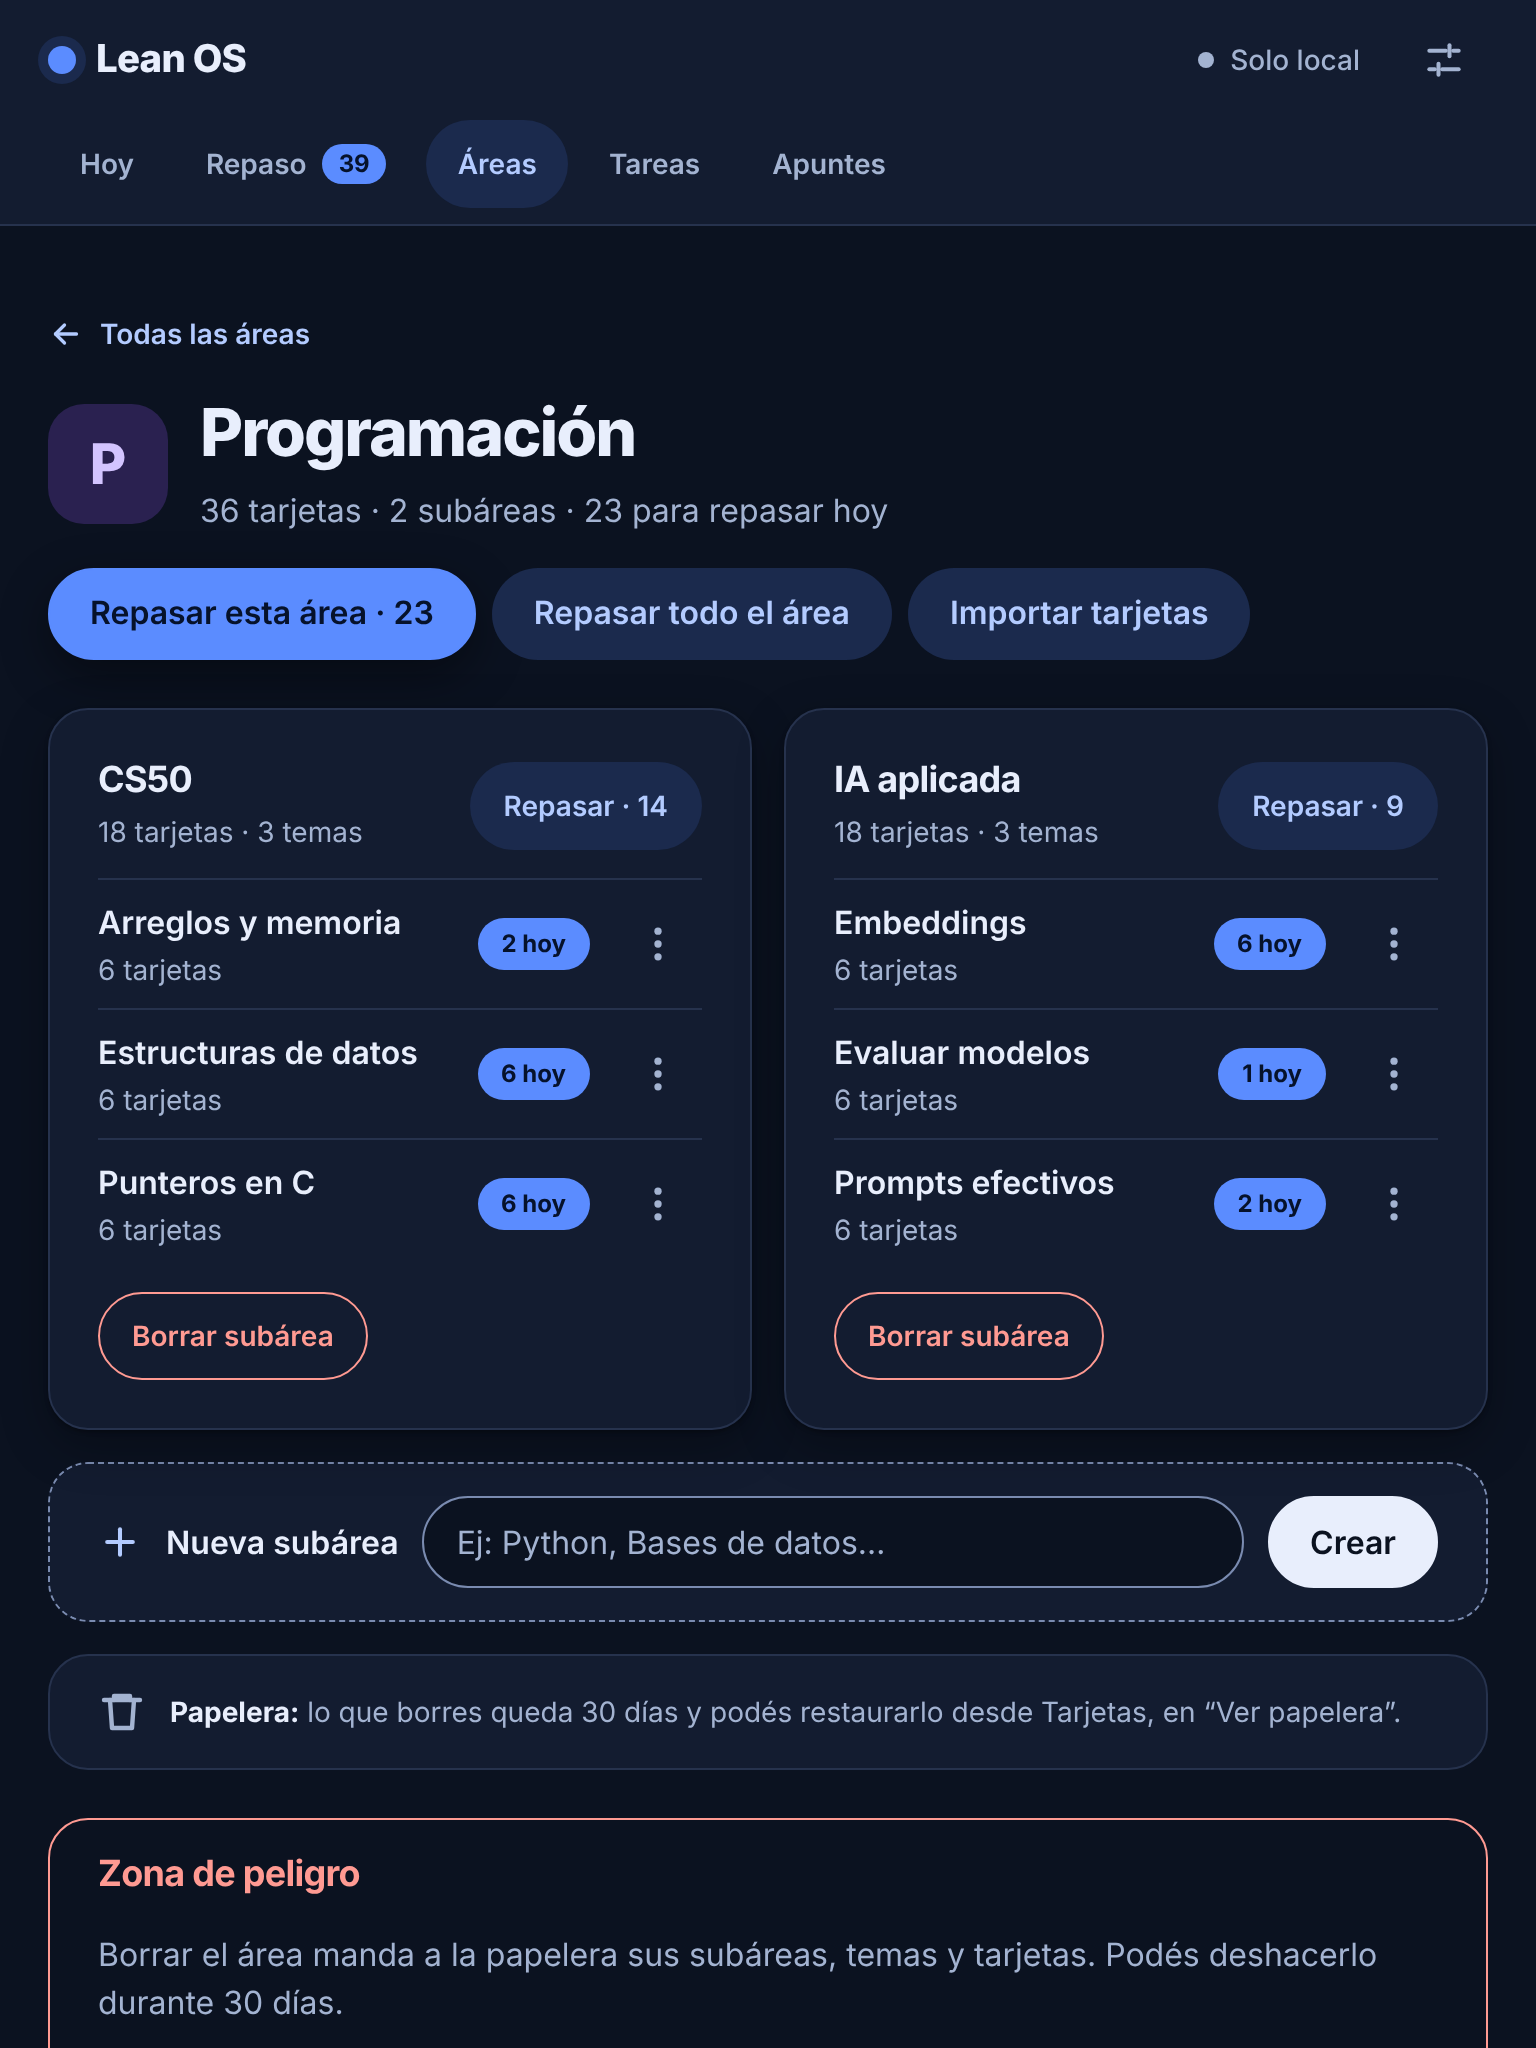 Lean OS
Solo local
Hoy
Repaso 39
Áreas
Tareas
Apuntes
Todas las áreas
P
Programación
36 tarjetas · 2 subáreas · 23 para repasar hoy
Repasar esta área · 23
Repasar todo el área
Importar tarjetas
CS50
18 tarjetas · 3 temas
Repasar · 14
Arreglos y memoria
6 tarjetas
2 hoy
Estructuras de datos
6 tarjetas
6 hoy
Punteros en C
6 tarjetas
6 hoy
Borrar subárea
IA aplicada
18 tarjetas · 3 temas
Repasar · 9
Embeddings
6 tarjetas
6 hoy
Evaluar modelos
6 tarjetas
1 hoy
Prompts efectivos
6 tarjetas
2 hoy
Borrar subárea
Nueva subárea
Ej: Python, Bases de datos...
Crear
Papelera: lo que borres queda 30 días y podés restaurarlo desde Tarjetas, en “Ver papelera”.
Zona de peligro
Borrar el área manda a la papelera sus subáreas, temas y tarjetas. Podés deshacerlo
durante 30 días.